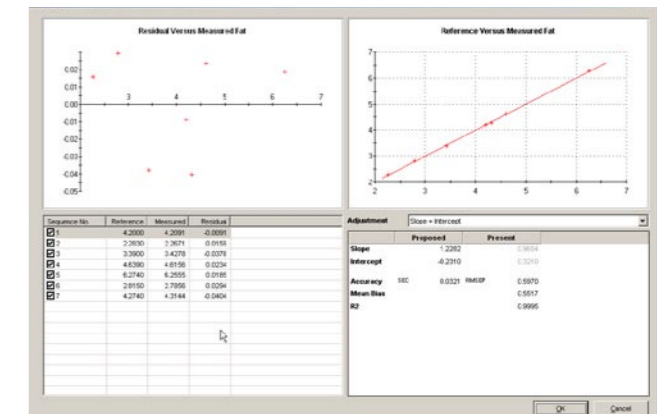 Residual Versus Measured Fat
0.02
0.01
0.00
-0.01
-0.02
-0.03
-0.04
-0.05
3
4
5
6
7
Reference Versus Measured Fat
7
6
5
4
3
2
2
3
4
5
6
7
Sequence No. Reference Measured Residual
1 4.2000 4.2091 -0.0091
2 2.2830 2.2671 0.0159
3 3.3900 3.4278 -0.0378
4 4.6390 4.6156 0.0234
5 6.2740 6.2555 0.0185
6 2.8150 2.7856 0.0294
7 4.2740 4.3144 -0.0404
Adjustment Slope + Intercept
Proposed Present
Slope 1.2282
Intercept -0.2310
Accuracy SEC 0.0321 RMSEP 0.5970
Mean Bias 0.5517
R2 0.9995
OK Cancel